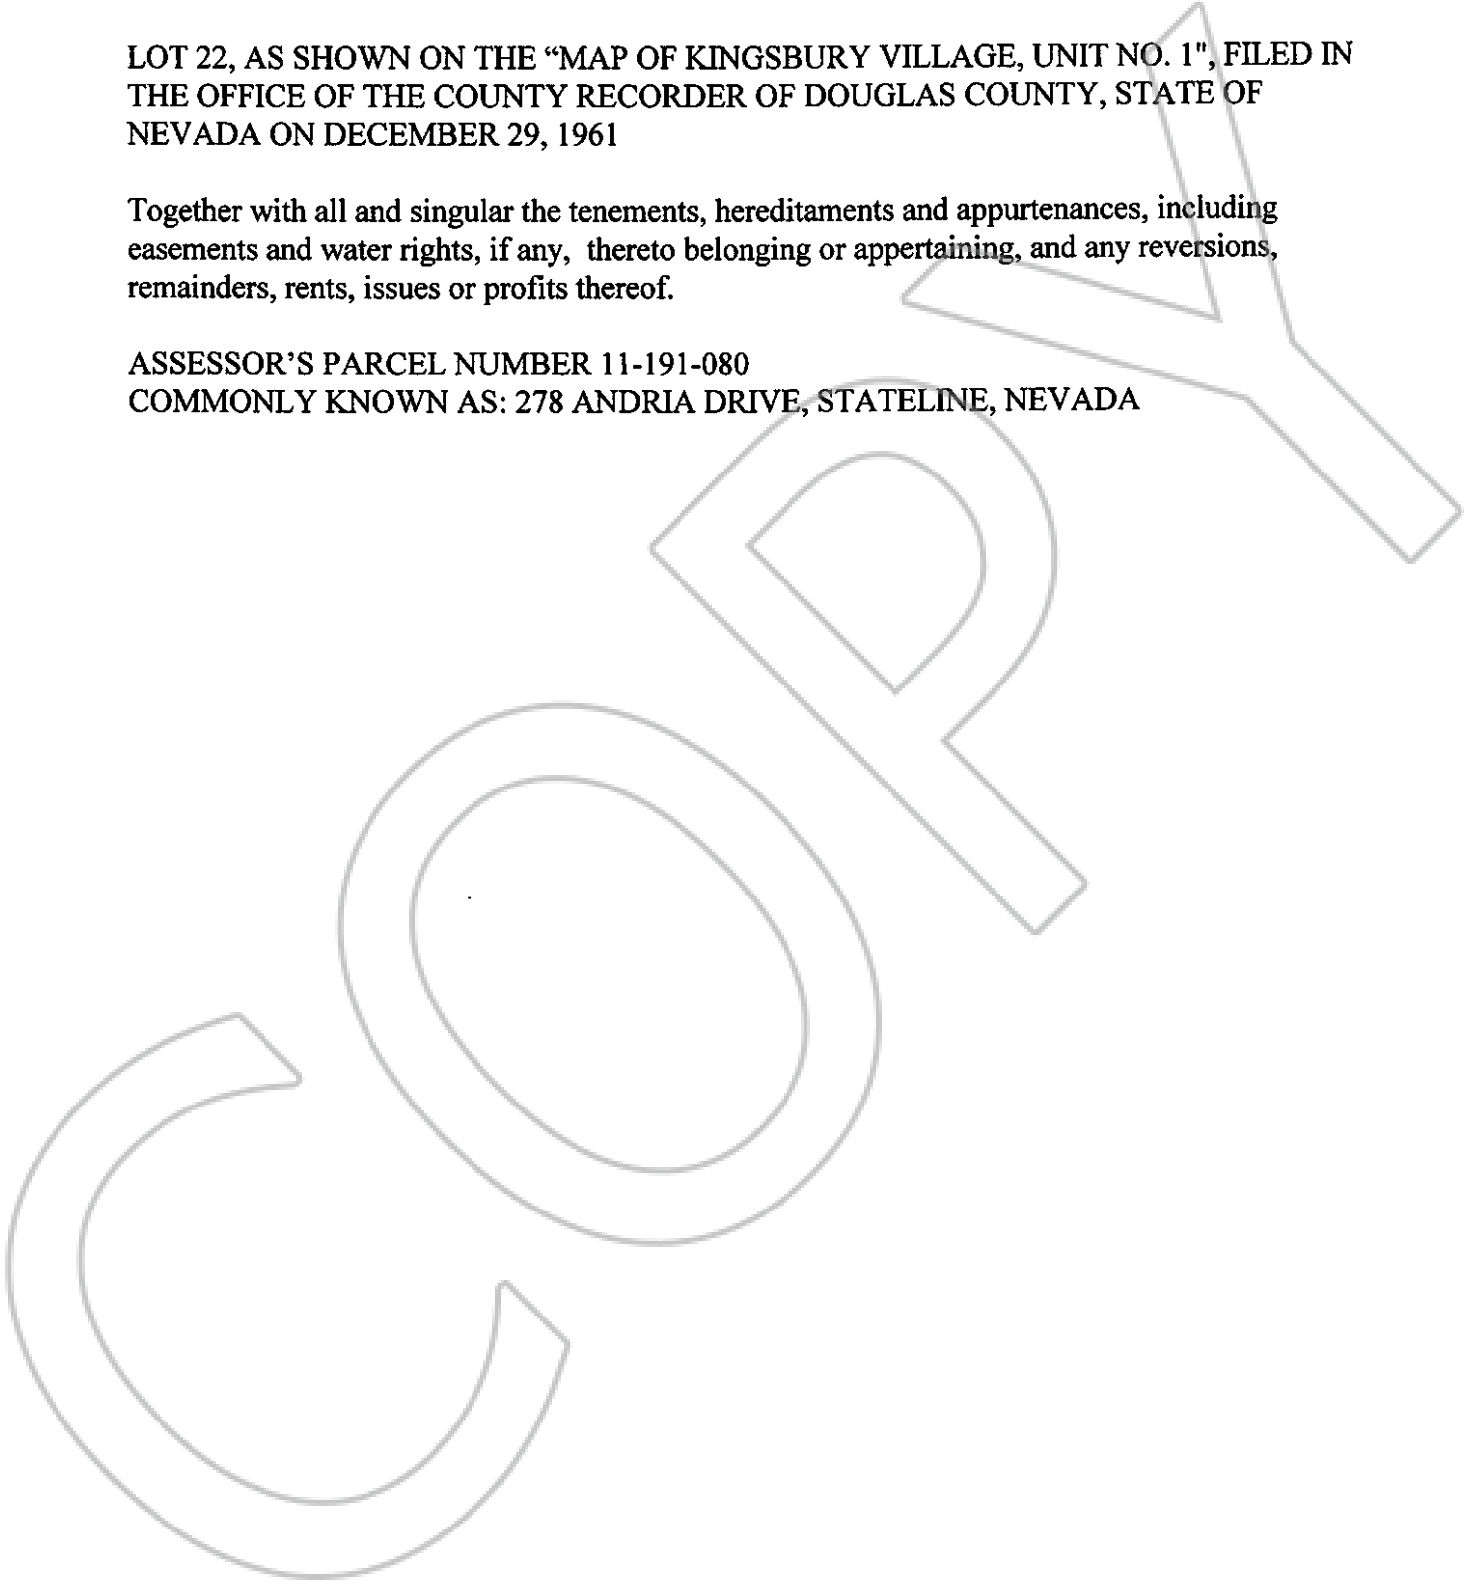 LOT 22, AS SHOWN ON THE “MAP OF KINGSBURY VILLAGE, UNIT NO. 1", FILED IN
THE OFFICE OF THE COUNTY RECORDER OF DOUGLAS COUNTY, STATE OF
NEVADA ON DECEMBER 29, 1961
Together with all and singular the tenements, hereditaments and appurtenances, including
easements and water rights, if any,  thereto belonging or appertaining, and any reversions,
remainders, rents, issues or profits thereof.
ASSESSOR’S PARCEL NUMBER 11-191-080
COMMONLY KNOWN AS: 278 ANDRIA DRIVE, STATELINE, NEVADA
COPY